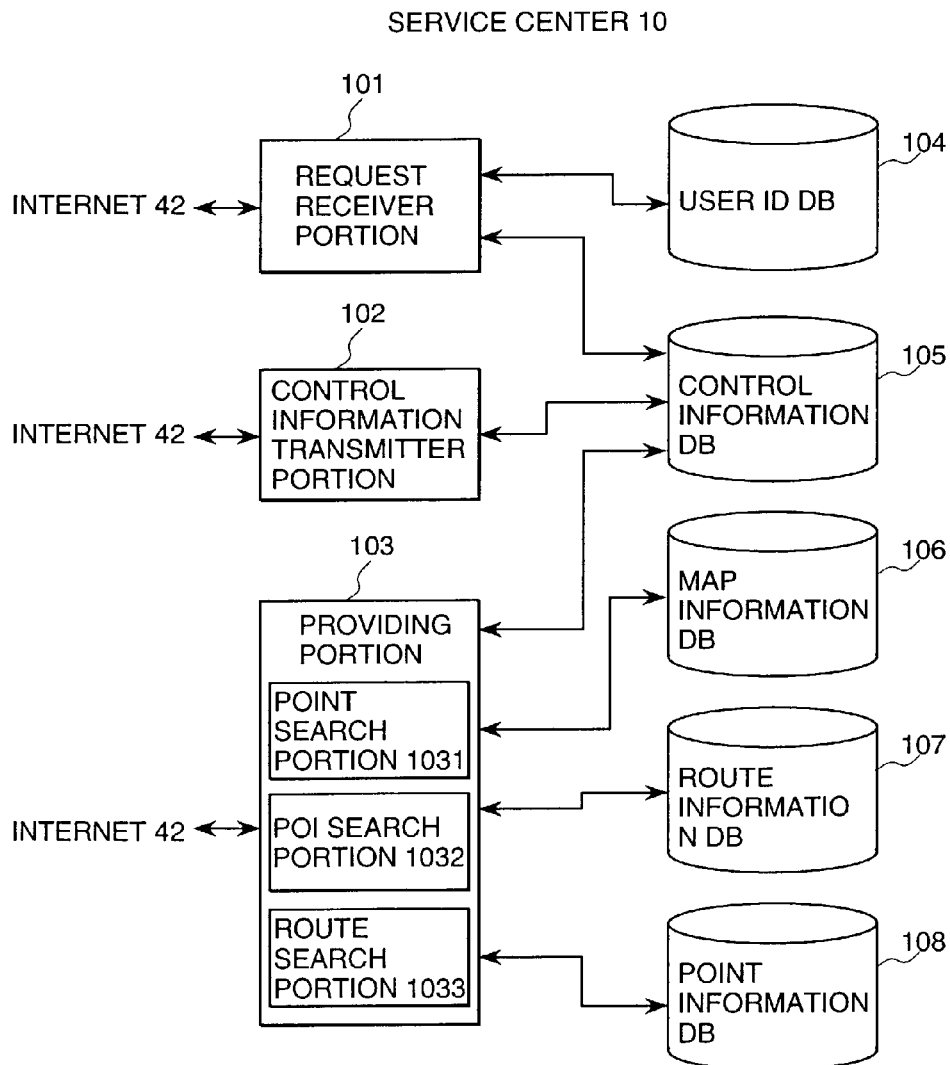 SERVICE CENTER 10
101
REQUEST
RECEIVER
PORTION
INTERNET 42
104
USER ID DB
102
CONTROL
INFORMATION
TRANSMITTER
PORTION
INTERNET 42
105
CONTROL
INFORMATION
DB
103
PROVIDING
PORTION
POINT
SEARCH
PORTION 1031
POI SEARCH
PORTION 1032
ROUTE
SEARCH
PORTION 1033
INTERNET 42
106
MAP
INFORMATION
DB
107
ROUTE
INFORMATIO
N DB
108
POINT
INFORMATION
DB